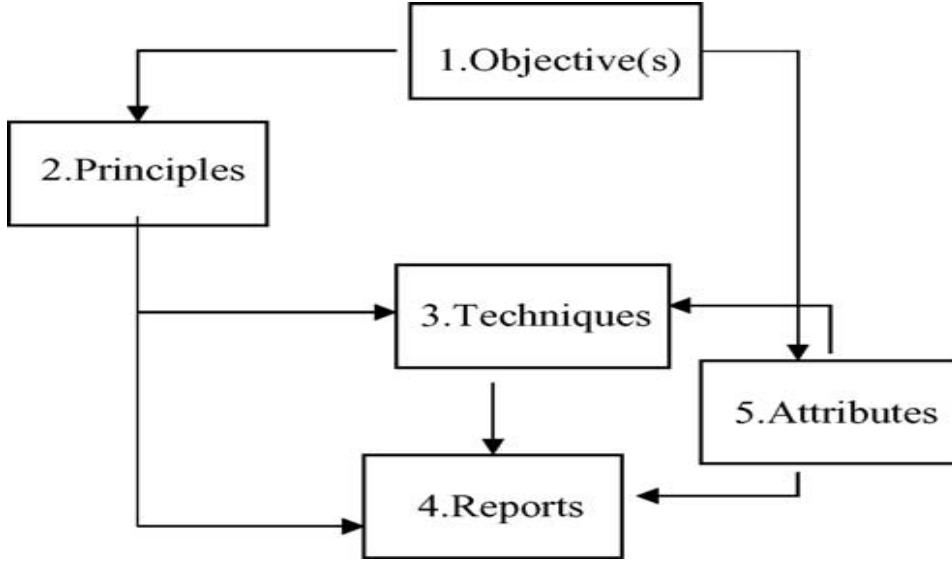 1.Objective(s)
2.Principles
3.Techniques
5.Attributes
4.Reports